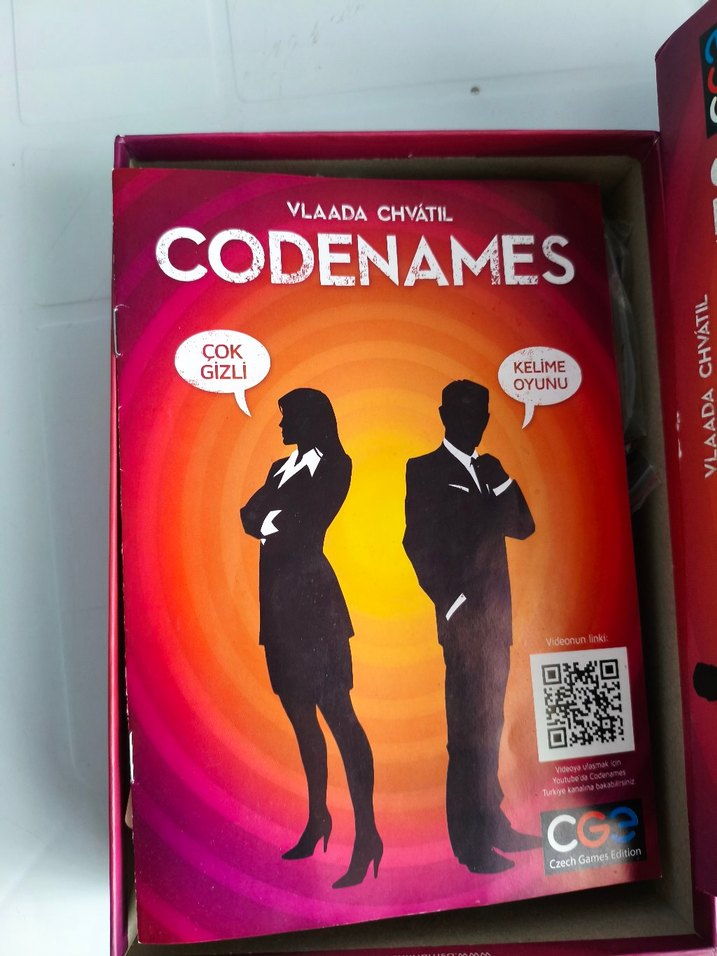 VLAADA CHVÁTIL
CODENAMES
ÇOK
GİZLİ
KELİME
OYUNU
Videonun linki:
Videoya ulaşmak için
Youtube'da Codenames
Türkiye kanalına bakabilirsiniz.
CGE
Czech Games Edition
VLAADA CHVÁTIL